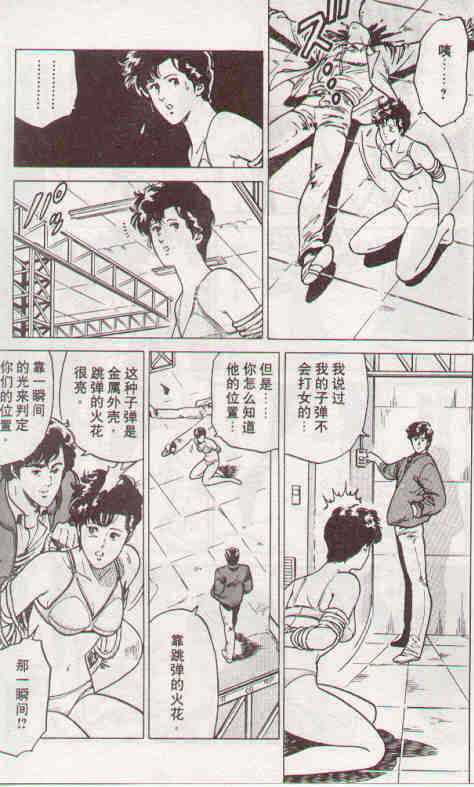 咦……?
…………
……
我说过
我的子弹不
会打女的…
但是……
你怎么知道
他的位置…
靠跳弹的火花。
这种子弹是
金属外壳。
跳弹的火花
很亮。
靠一瞬间
的光来判定
你们的位置。
那一瞬间!?